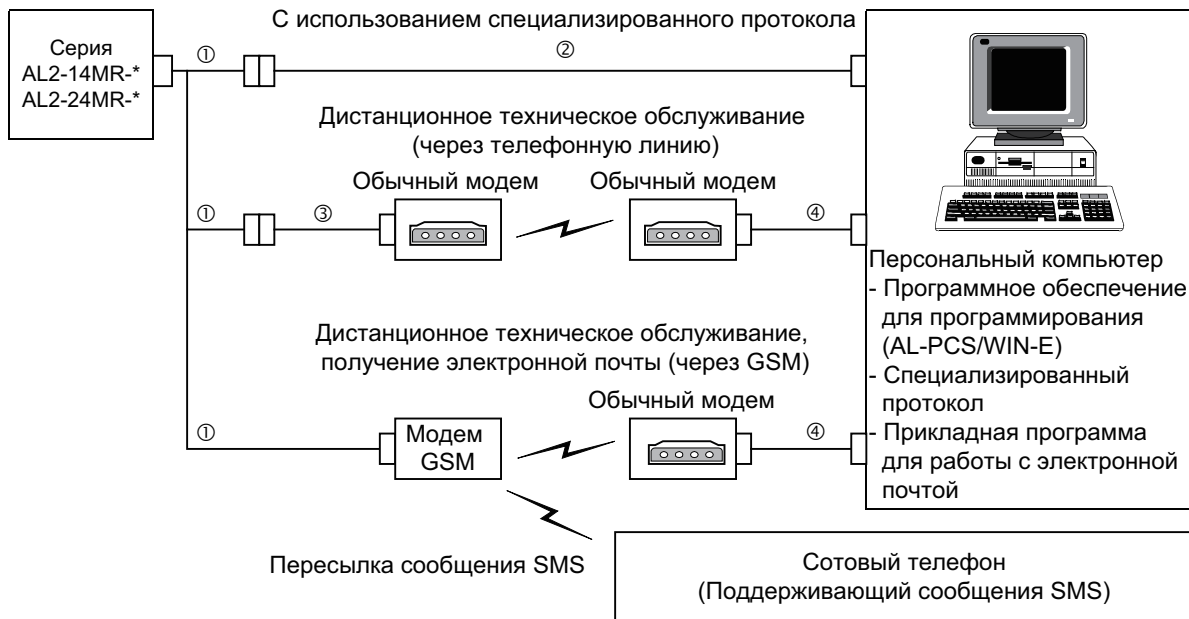 С использованием специализированного протокола
Серия
AL2-14MR-*
AL2-24MR-*
①
②
Дистанционное техническое обслуживание
(через телефонную линию)
Обычный модем
Обычный модем
①
③
④
Персональный компьютер
- Программное обеспечение
для программирования
(AL-PCS/WIN-E)
- Специализированный
протокол
- Прикладная программа
для работы с электронной
почтой
Дистанционное техническое обслуживание,
получение электронной почты (через GSM)
Обычный модем
①
Модем
GSM
④
Пересылка сообщения SMS
Сотовый телефон
(Поддерживающий сообщения SMS)